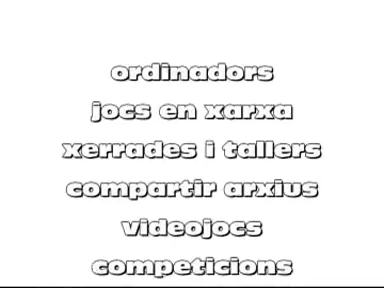 ordinadors
jocs en xarxa
xerrades i tallers
compartir arxius
videojocs
competicions